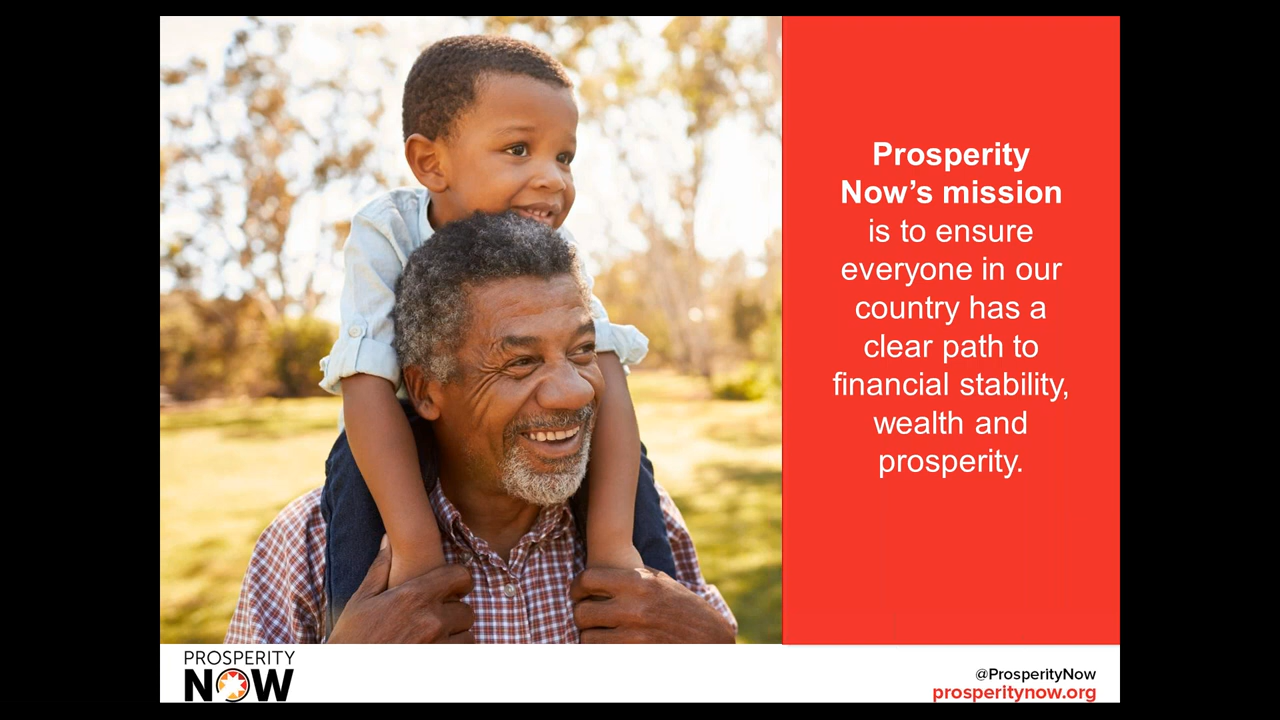 Prosperity
Now’s mission
is to ensure
everyone in our
country has a
clear path to
financial stability,
wealth and
prosperity.
PROSPERITY
NOW
@ProsperityNow
prosperitynow.org